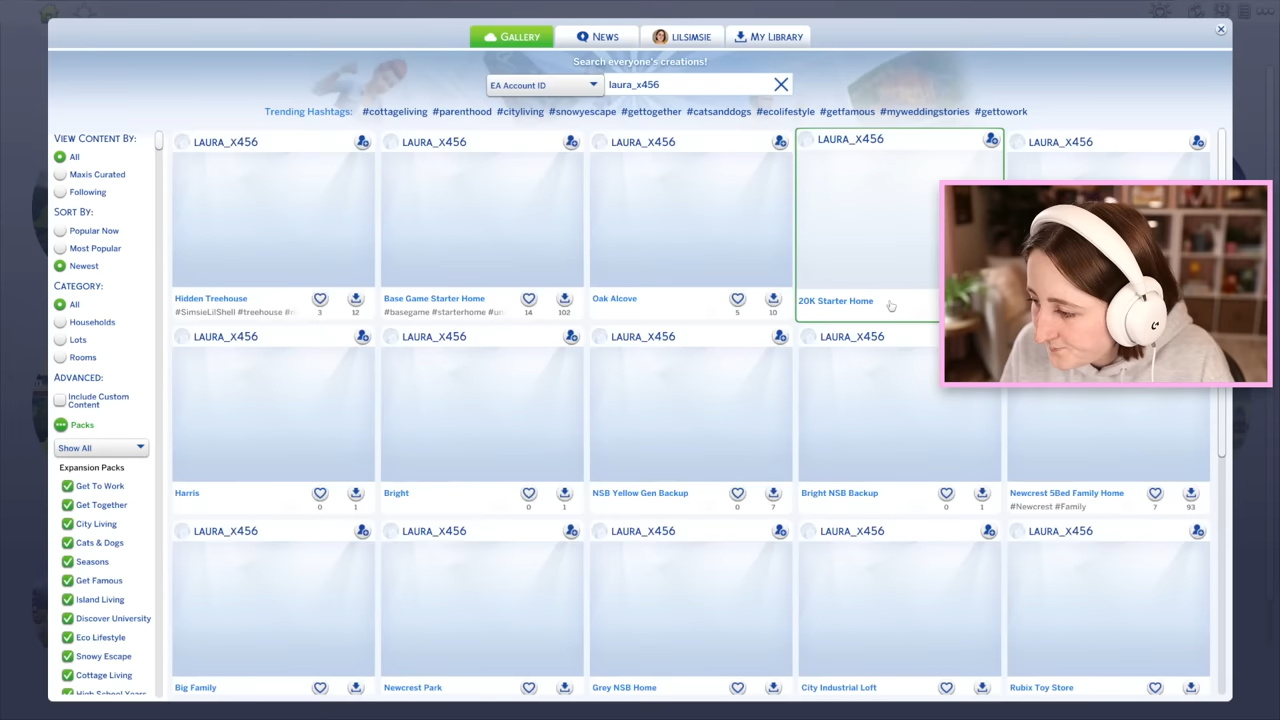 GALLERY
NEWS
LILSIMSIE
MY LIBRARY
Search everyone's creations!
EA Account ID
laura_x456
Trending Hashtags: #cottageliving #parenthood #cityliving #snowyescape #gettogether #catsanddogs #ecolifestyle #getfamous #myweddingstories #gettowork
VIEW CONTENT BY:
All
Maxis Curated
Following
SORT BY:
Popular Now
Most Popular
Newest
CATEGORY:
All
Households
Lots
Rooms
ADVANCED:
Include Custom
Content
Packs
Show All
Expansion Packs
Get To Work
Get Together
City Living
Cats & Dogs
Seasons
Get Famous
Island Living
Discover University
Eco Lifestyle
Snowy Escape
Cottage Living
High School Years
LAURA_X456
Hidden Treehouse
#SimsieLilShell #treehouse
3
12
LAURA_X456
Base Game Starter Home
#basegame #starterhome
14
102
LAURA_X456
Oak Alcove
5
10
LAURA_X456
20K Starter Home
LAURA_X456
LAURA_X456
Harris
0
1
LAURA_X456
Bright
0
1
LAURA_X456
NSB Yellow Gen Backup
0
7
LAURA_X456
Bright NSB Backup
0
1
Newcrest 5Bed Family Home
#Newcrest #Family
7
93
LAURA_X456
Big Family
LAURA_X456
Newcrest Park
LAURA_X456
Grey NSB Home
LAURA_X456
City Industrial Loft
LAURA_X456
Rubix Toy Store